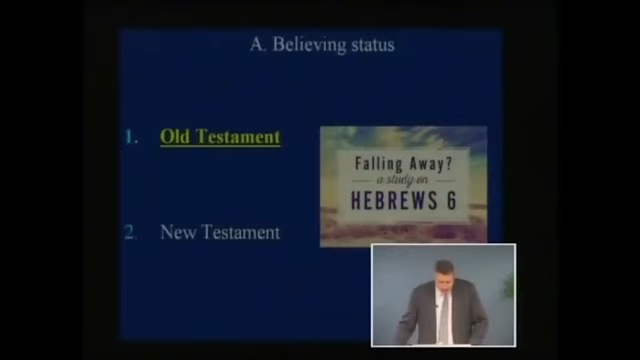 A. Believing status
1. Old Testament
2. New Testament
Falling Away?
a study on
HEBREWS 6